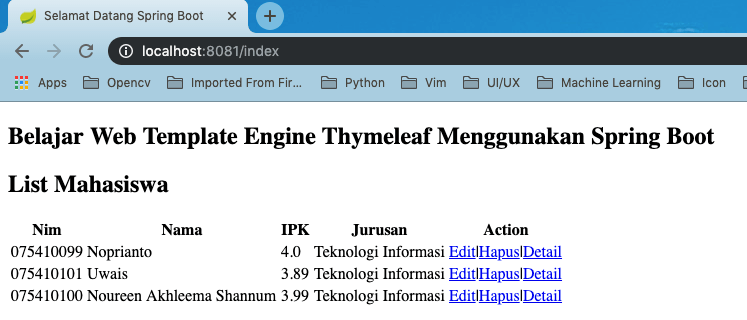 Selamat Datang Spring Boot
localhost:8081/index
Apps Opencv Imported From Fir... Python Vim UI/UX Machine Learning Icon
Belajar Web Template Engine Thymeleaf Menggunakan Spring Boot
List Mahasiswa
Nim Nama IPK Jurusan Action
075410099 Noprianto 4.0 Teknologi Informasi Edit|Hapus|Detail
075410101 Uwais 3.89 Teknologi Informasi Edit|Hapus|Detail
075410100 Noureen Akhleema Shannum 3.99 Teknologi Informasi Edit|Hapus|Detail